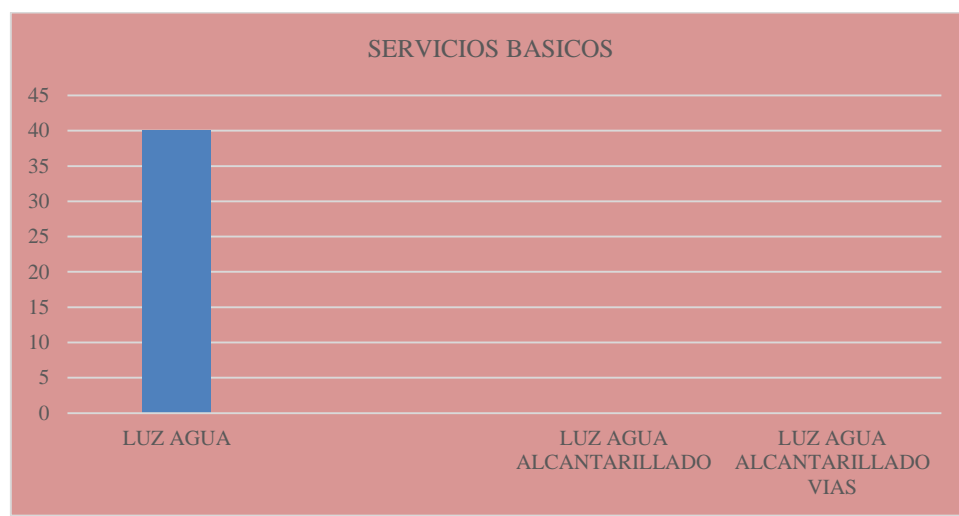 SERVICIOS BASICOS
45
40
35
30
25
20
15
10
5
0
LUZ AGUA
LUZ AGUA
ALCANTARILLADO
LUZ AGUA
ALCANTARILLADO
VIAS